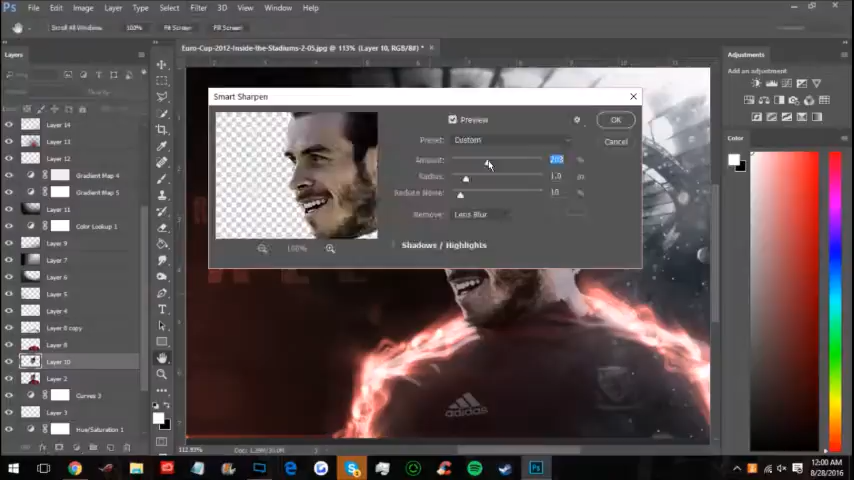 Ps File Edit Image Layer Type Select Filter 3D View Window Help
Scroll All Windows 100% Fit Screen Fill Screen
Layers
Euro-Cup-2012-Inside-the-Stadiums-2-05.jpg @ 113% (Layer 10, RGB/8#) *
Layer 14
Layer 13
Layer 12
Gradient Map 4
Gradient Map 5
Layer 11
Color Lookup 1
Layer 9
Layer 7
Layer 6
Layer 5
Layer 4
Layer 8 copy
Layer 8
Layer 10
Layer 2
Curves 3
Layer 3
Hue/Saturation 1
Smart Sharpen
Preview
Preset: Custom
Amount: 203 %
Radius: 1.0 px
Reduce Noise: 10 %
Remove: Lens Blur
Shadows / Highlights
100%
OK
Cancel
adidas
Adjustments
Add an adjustment
Color
12:00 AM
8/28/2016